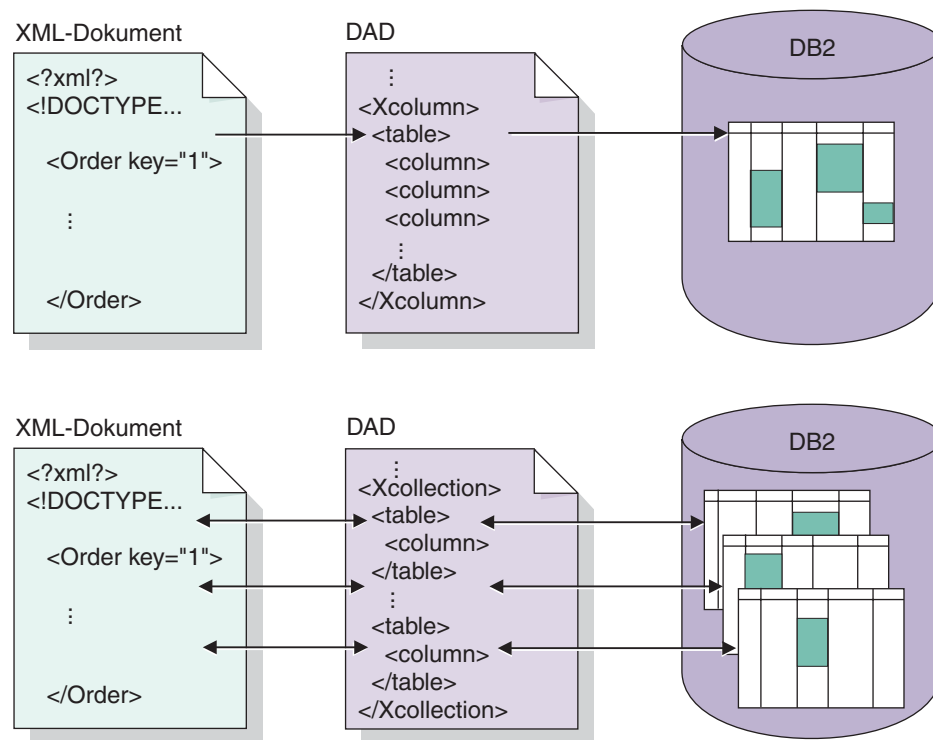 XML-Dokument
<?xml?>
<!DOCTYPE...
<Order key="1">
⋮
</Order>
DAD
⋮
<Xcolumn>
<table>
<column>
<column>
<column>
⋮
</table>
</Xcolumn>
DB2
XML-Dokument
<?xml?>
<!DOCTYPE...
<Order key="1">
⋮
</Order>
DAD
⋮
<Xcollection>
<table>
<column>
</table>
⋮
<table>
<column>
</table>
</Xcollection>
DB2